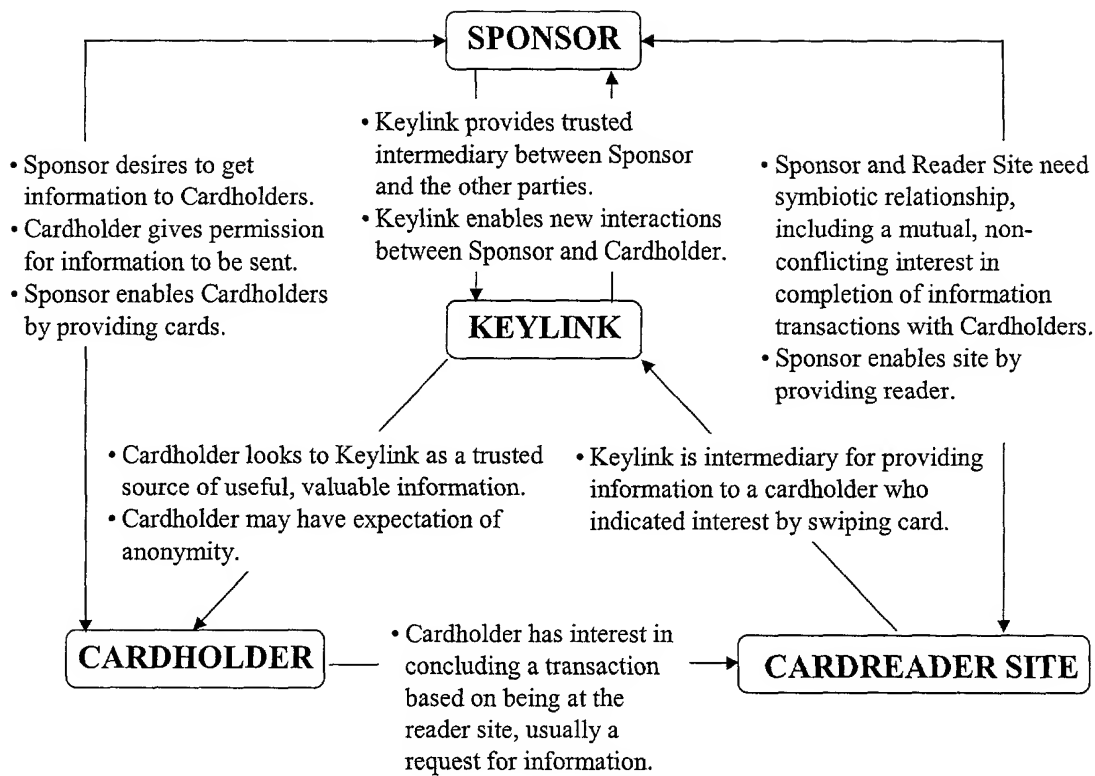 SPONSOR
• Keylink provides trusted
intermediary between Sponsor
and the other parties.
• Keylink enables new interactions
between Sponsor and Cardholder.
• Sponsor desires to get
information to Cardholders.
• Cardholder gives permission
for information to be sent.
• Sponsor enables Cardholders
by providing cards.
• Sponsor and Reader Site need
symbiotic relationship,
including a mutual, non-
conflicting interest in
completion of information
transactions with Cardholders.
• Sponsor enables site by
providing reader.
KEYLINK
• Cardholder looks to Keylink as a trusted
source of useful, valuable information.
• Cardholder may have expectation of
anonymity.
• Keylink is intermediary for providing
information to a cardholder who
indicated interest by swiping card.
CARDHOLDER
• Cardholder has interest in
concluding a transaction
based on being at the
reader site, usually a
request for information.
CARDREADER SITE